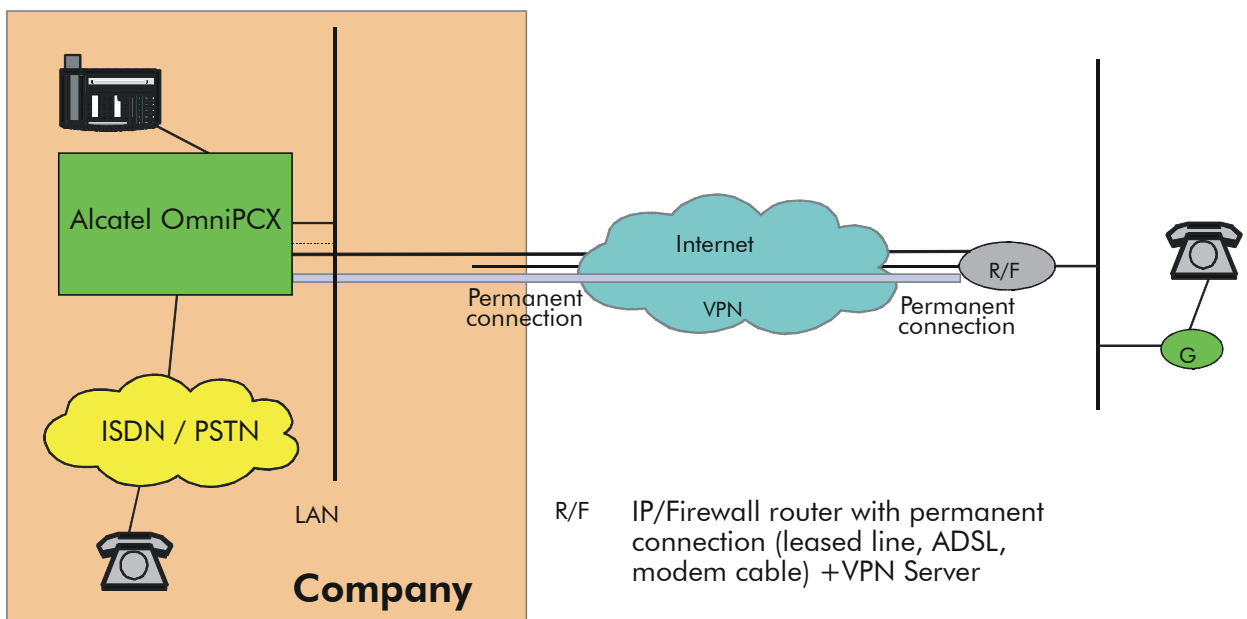 Alcatel OmniPCX
Internet
R/F
Permanent
connection
VPN
Permanent
connection
G
ISDN / PSTN
LAN
Company
R/F IP/Firewall router with permanent
connection (leased line, ADSL,
modem cable) +VPN Server